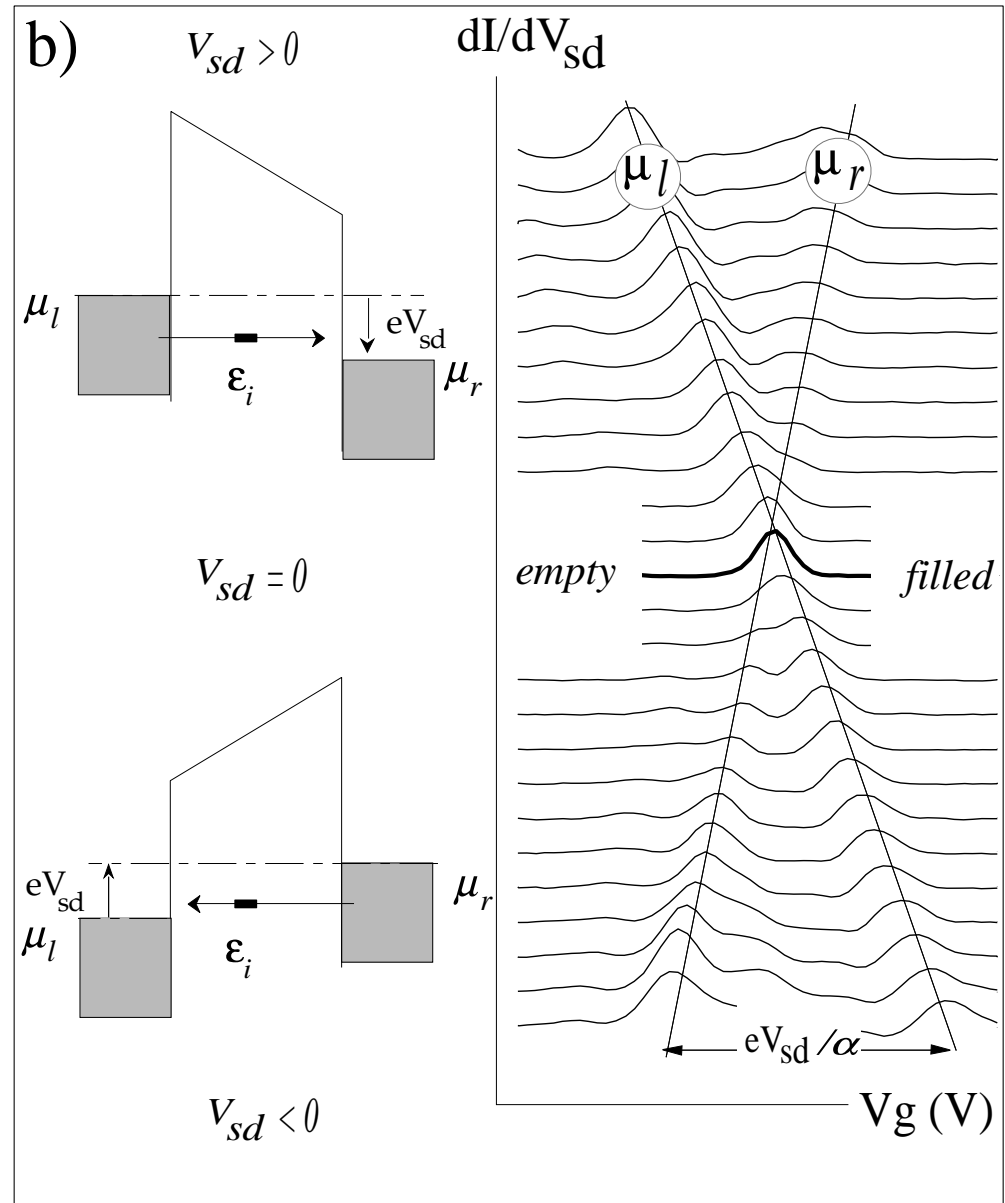 b)
V_sd > 0
μ_l
ε_i
eV_sd
μ_r
V_sd = 0
eV_sd
μ_l
ε_i
μ_r
V_sd < 0
dI/dV_sd
μ_l
μ_r
empty
filled
eV_sd/α
Vg (V)